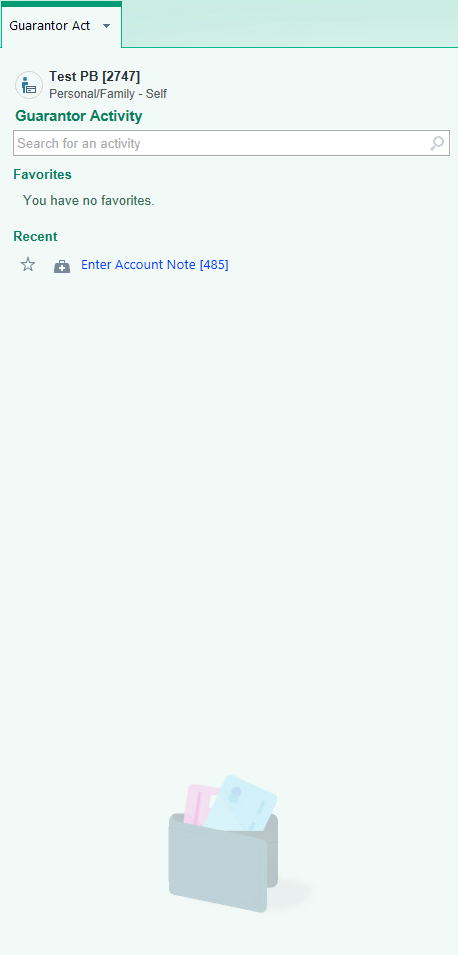 Guarantor Act
Test PB [2747]
Personal/Family - Self
Guarantor Activity
Search for an activity
Favorites
You have no favorites.
Recent
Enter Account Note [485]